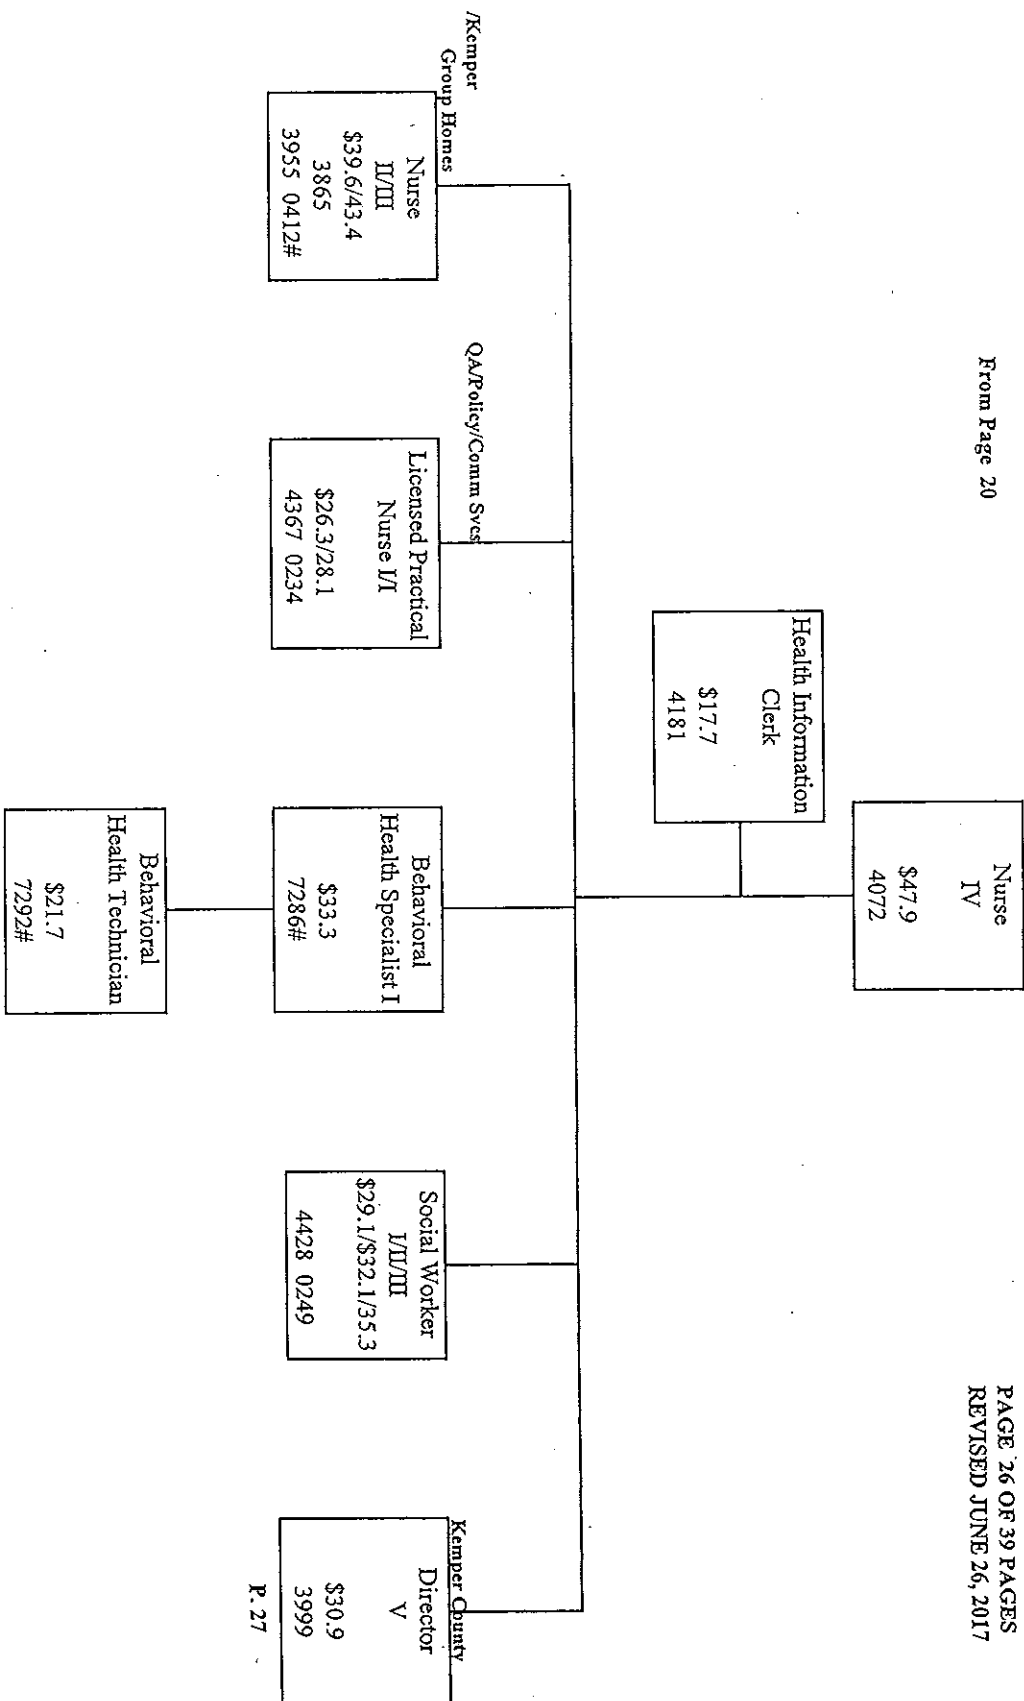 PAGE 26 OF 39 PAGES
REVISED JUNE 26, 2017
From Page 20
Nurse
IV
$47.9
4072
Health Information
Clerk
$17.7
4181
/Kemper
Group Homes
Nurse
II/III
$39.6/43.4
3865
3955 0412#
QA/Policy/Comm Svcs
Licensed Practical
Nurse I/I
$26.3/28.1
4367 0234
Behavioral
Health Specialist I
$33.3
7286#
Social Worker
I/II/III
$29.1/$32.1/35.3
4428 0249
Kemper County
Director
V
$30.9
3999
P. 27
Behavioral
Health Technician
$21.7
7292#